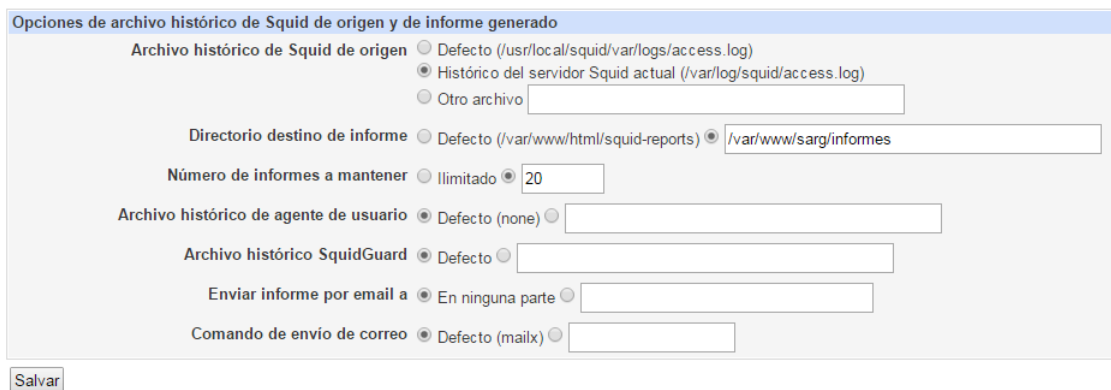 Opciones de archivo histórico de Squid de origen y de informe generado
Archivo histórico de Squid de origen Defecto (/usr/local/squid/var/logs/access.log)
Histórico del servidor Squid actual (/var/log/squid/access.log)
Otro archivo
Directorio destino de informe Defecto (/var/www/html/squid-reports) /var/www/sarg/informes
Número de informes a mantener Ilimitado 20
Archivo histórico de agente de usuario Defecto (none)
Archivo histórico SquidGuard Defecto
Enviar informe por email a En ninguna parte
Comando de envío de correo Defecto (mailx)
Salvar